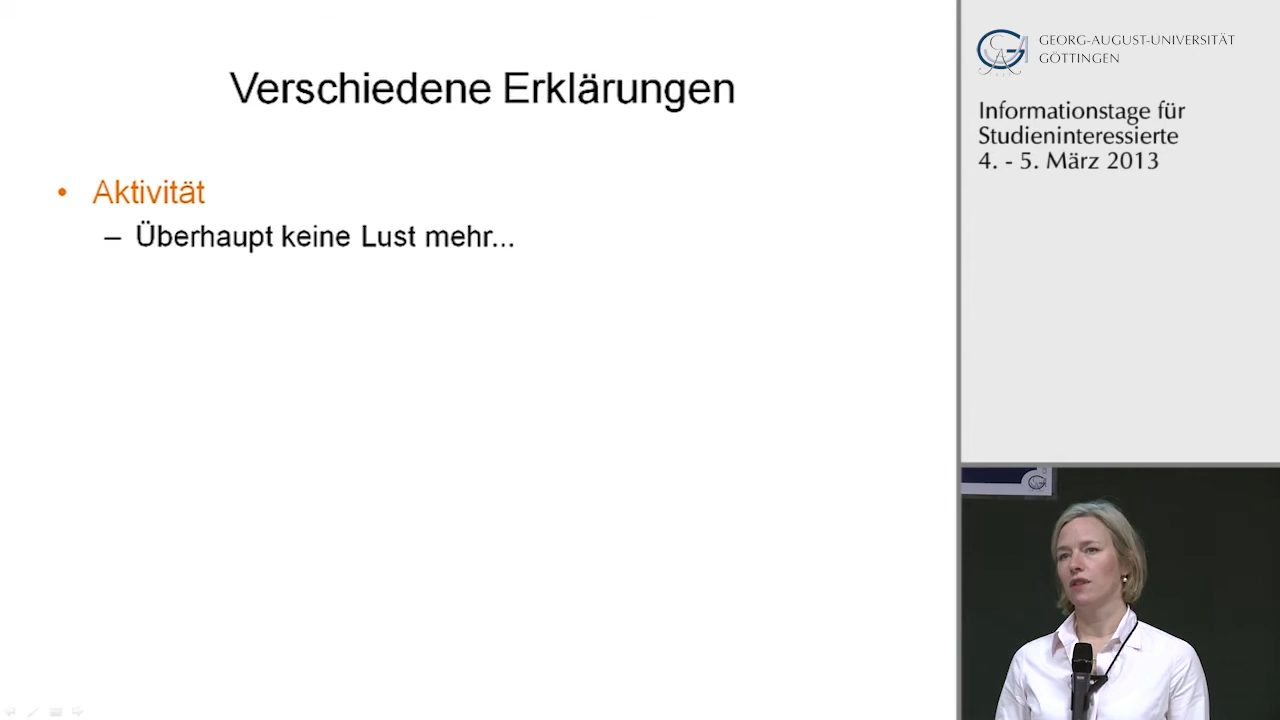 Verschiedene Erklärungen
• Aktivität
– Überhaupt keine Lust mehr...
GEORG-AUGUST-UNIVERSITÄT
GÖTTINGEN
Informationstage für
Studieninteressierte
4. - 5. März 2013